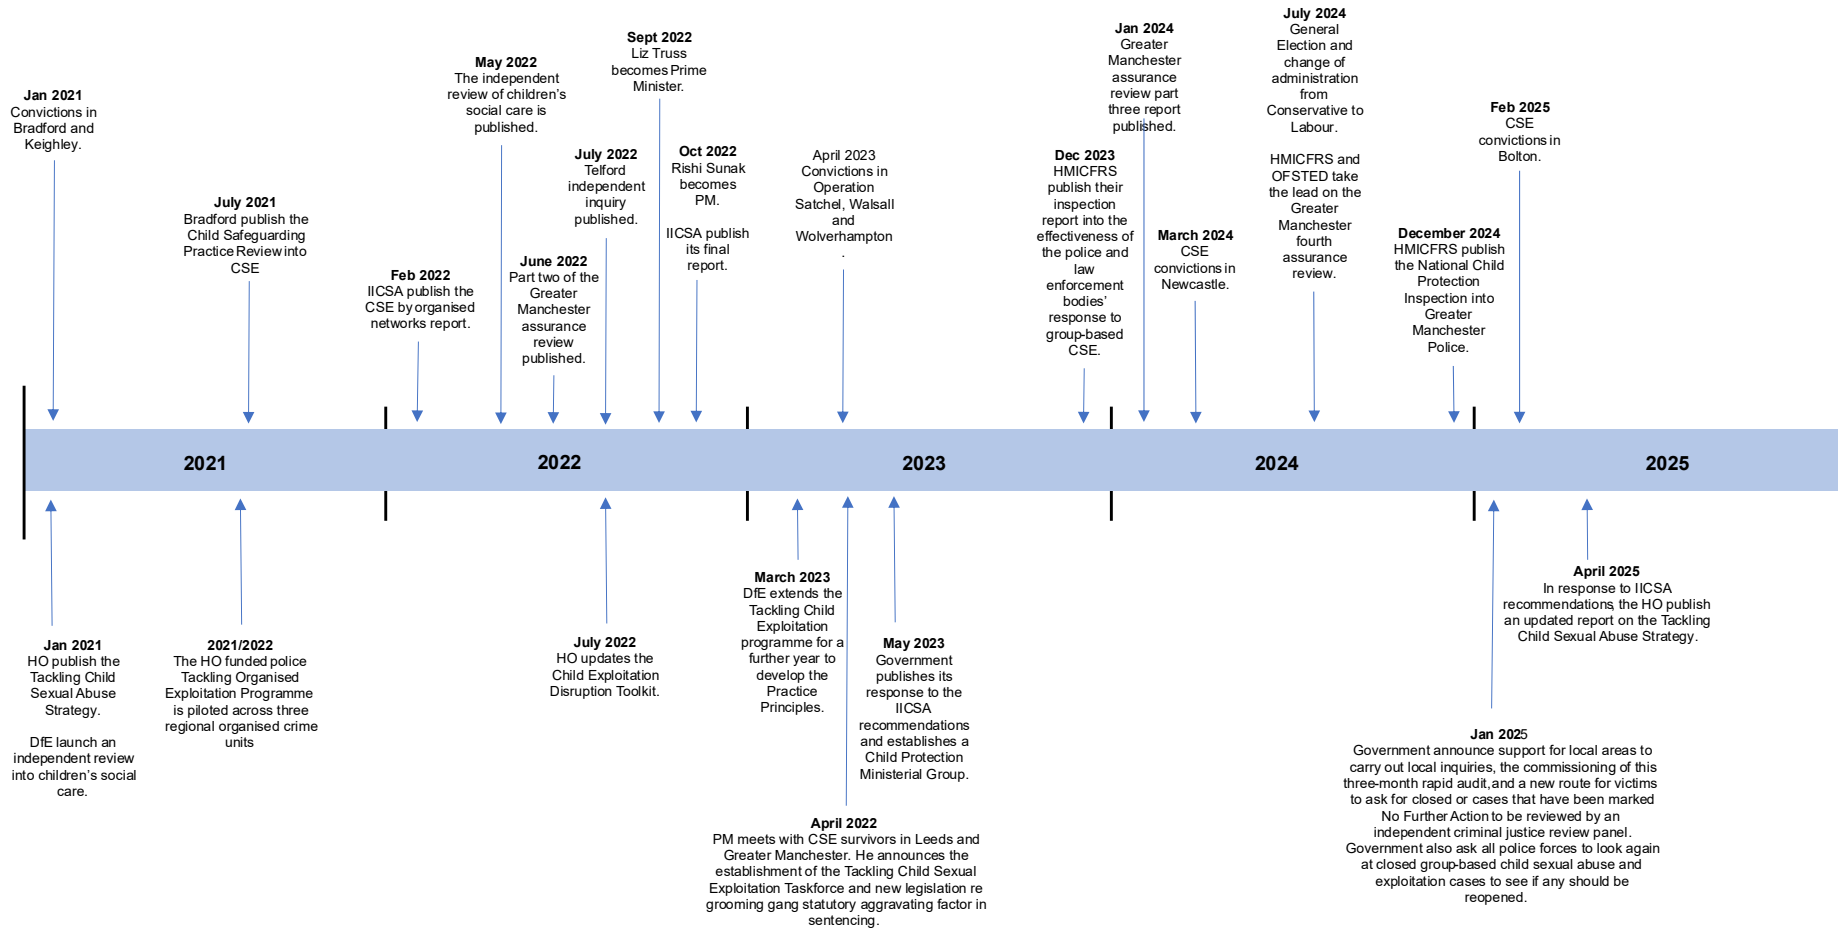 Jan 2021
Convictions in
Bradford and
Keighley.
July 2021
Bradford publish the
Child Safeguarding
Practice Review into
CSE
Feb 2022
IICSA publish the
CSE by organised
networks report.
May 2022
The independent
review of children's
social care is
published.
June 2022
Part two of the
Greater
Manchester
assurance
review
published.
July 2022
Telford
independent
inquiry
published.
Sept 2022
Liz Truss
becomes Prime
Minister.
Oct 2022
Rishi Sunak
becomes
PM.
IICSA publish
its final
report.
April 2023
Convictions in
Operation
Satchel, Walsall
and
Wolverhampton
.
Dec 2023
HMICFRS
publish their
inspection
report into the
effectiveness of
the police and
law
enforcement
bodies'
response to
group-based
CSE.
Jan 2024
Greater
Manchester
assurance
review part
three report
published.
March 2024
CSE
convictions in
Newcastle.
July 2024
General
Election and
change of
administration
from
Conservative to
Labour.
HMICFRS and
OFSTED take
the lead on the
Greater
Manchester
fourth
assurance
review.
December 2024
HMICFRS publish
the National Child
Protection
Inspection into
Greater
Manchester
Police.
Feb 2025
CSE
convictions in
Bolton.
2021
2022
2023
2024
2025
Jan 2021
HO publish the
Tackling Child
Sexual Abuse
Strategy.
DfE launch an
independent review
into children's social
care.
2021/2022
The HO funded police
Tackling Organised
Exploitation Programme
is piloted across three
regional organised crime
units
July 2022
HO updates the
Child Exploitation
Disruption Toolkit.
March 2023
DfE extends the
Tackling Child
Exploitation
programme for a
further year to
develop the
Practice
Principles.
April 2022
PM meets with CSE survivors in Leeds and
Greater Manchester. He announces the
establishment of the Tackling Child Sexual
Exploitation Taskforce and new legislation re
grooming gang statutory aggravating factor in
sentencing.
May 2023
Government
publishes its
response to the
IICSA
recommendations
and establishes a
Child Protection
Ministerial Group.
Jan 2025
Government announce support for local areas to
carry out local inquiries, the commissioning of this
three-month rapid audit, and a new route for victims
to ask for closed or cases that have been marked
No Further Action to be reviewed by an
independent criminal justice review panel.
Government also ask all police forces to look again
at closed group-based child sexual abuse and
exploitation cases to see if any should be
reopened.
April 2025
In response to IICSA
recommendations, the HO publish
an updated report on the Tackling
Child Sexual Abuse Strategy.